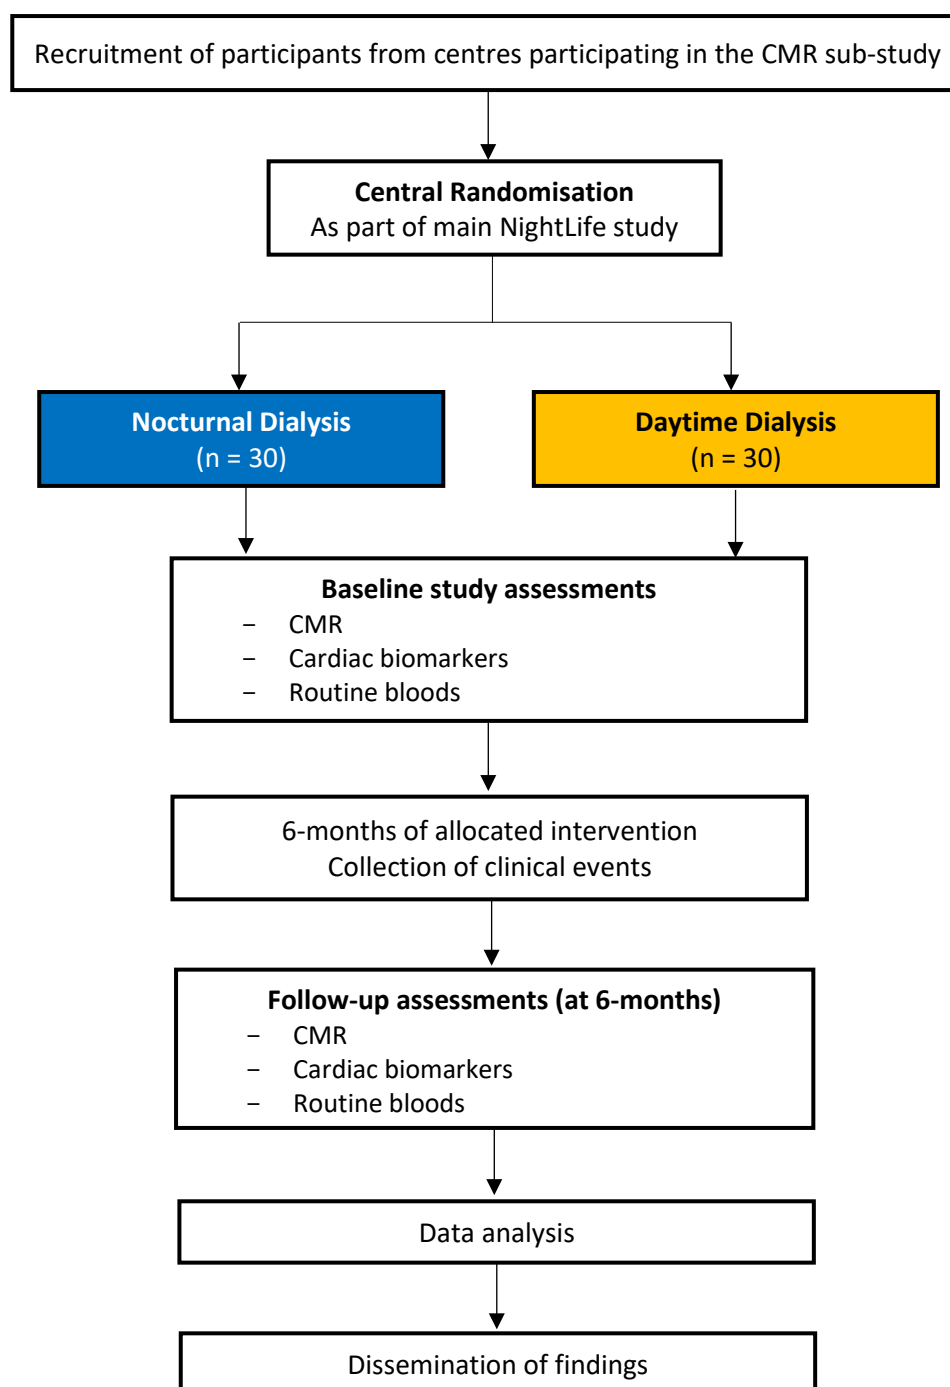 Recruitment of participants from centres participating in the CMR sub-study
Central Randomisation
As part of main NightLife study
Nocturnal Dialysis
(n = 30)
Daytime Dialysis
(n = 30)
Baseline study assessments
− CMR
− Cardiac biomarkers
− Routine bloods
6-months of allocated intervention
Collection of clinical events
Follow-up assessments (at 6-months)
− CMR
− Cardiac biomarkers
− Routine bloods
Data analysis
Dissemination of findings